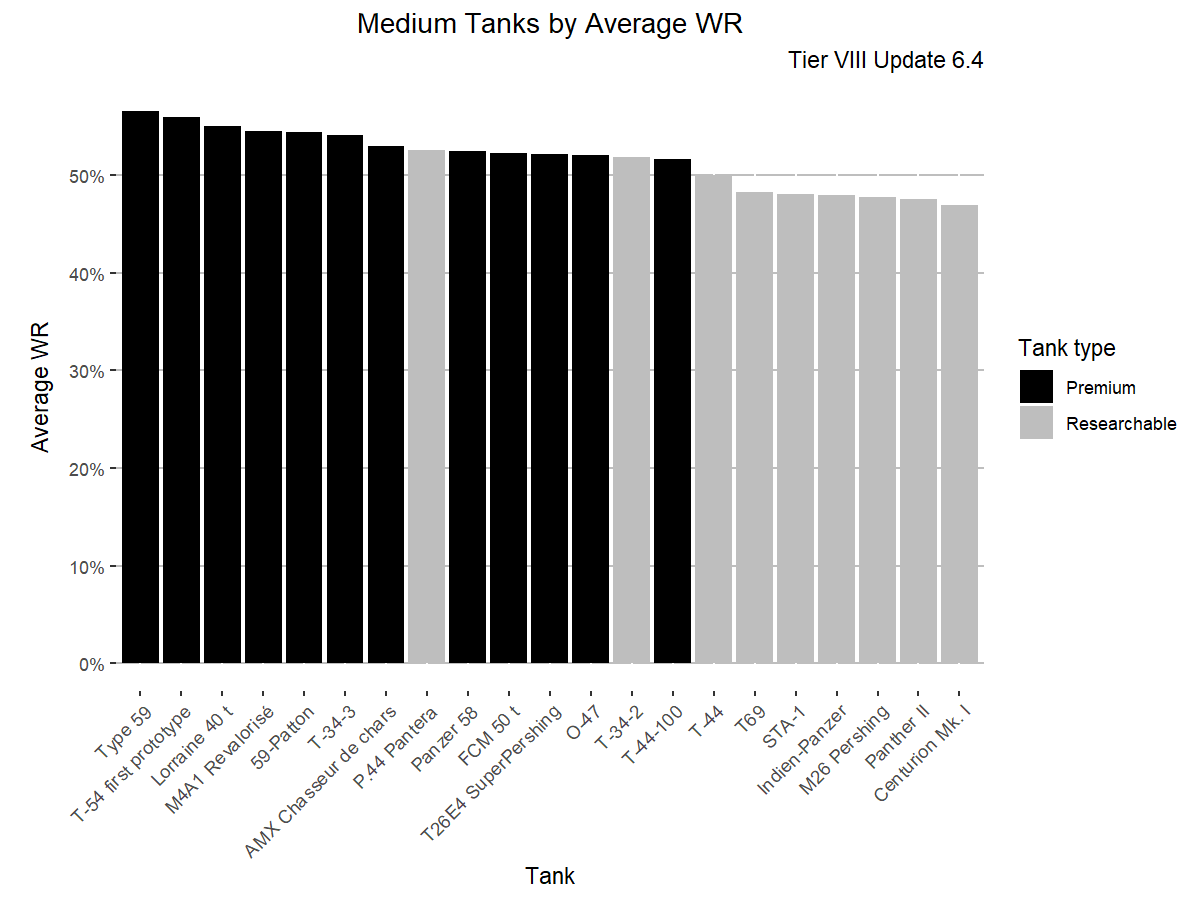 Medium Tanks by Average WR
Tier VIII Update 6.4
Average WR
50%
40%
30%
20%
10%
0%
Type 59
T-54 first prototype
Lorraine 40 t
M4A1 Revalorisé
59-Patton
T-34-3
AMX Chasseur de chars
P.44 Pantera
Panzer 58
FCM 50 t
T26E4 SuperPershing
O-47
T-34-2
T-44-100
T-44
T69
STA-1
Indien-Panzer
M26 Pershing
Panther II
Centurion Mk. I
Tank
Tank type
Premium
Researchable